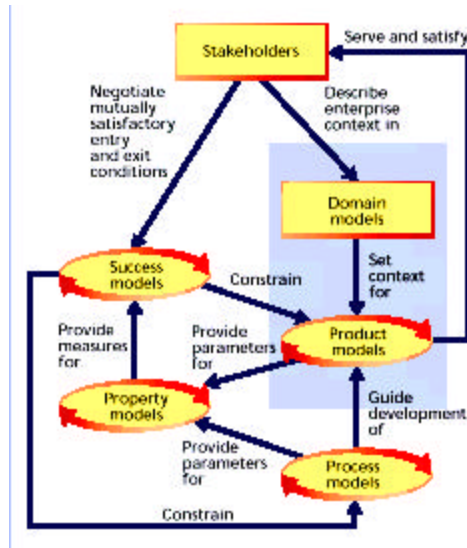 Stakeholders
Serve and satisfy
Negotiate
mutually
satisfactory
entry
and exit
conditions
Describe
enterprise
context in
Domain
models
Success
models
Constrain
Set
context
for
Provide
measures
for
Provide
parameters
for
Product
models
Property
models
Guide
development
of
Provide
parameters
for
Process
models
Constrain